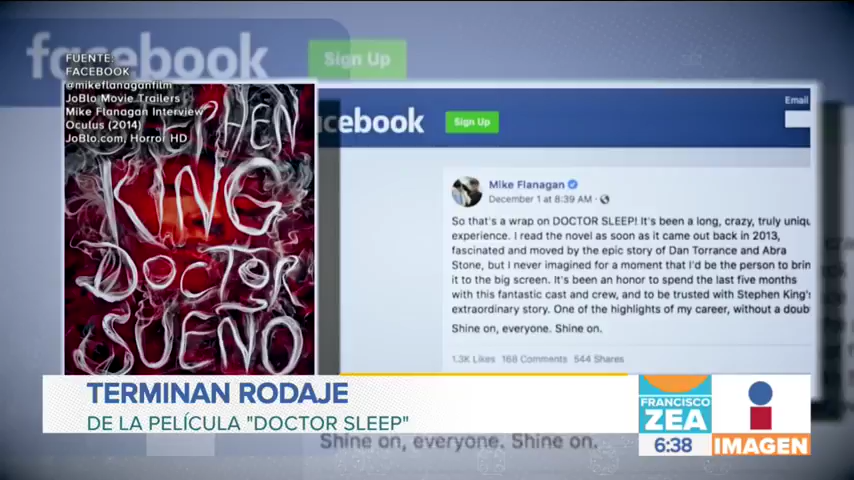 facebook
Sign Up
FUENTE:
FACEBOOK
@mikeflanaganfilm
JoBlo Movie Trailers
Mike Flanagan Interview
Oculus (2014)
JoBlo.com, Horror HD
STEPHEN
KING
DOCTOR
SUEÑO
cebook
Sign Up
Email
Mike Flanagan
December 1 at 8:39 AM ·
So that's a wrap on DOCTOR SLEEP! It's been a long, crazy, truly uniqu
experience. I read the novel as soon as it came out back in 2013,
fascinated and moved by the epic story of Dan Torrance and Abra
Stone, but I never imagined for a moment that I'd be the person to brin
it to the big screen. It's been an honor to spend the last five months
with this fantastic cast and crew, and to be trusted with Stephen King's
extraordinary story. One of the highlights of my career, without a doub
Shine on, everyone. Shine on.
1.3K Likes 168 Comments 544 Shares
TERMINAN RODAJE
DE LA PELÍCULA "DOCTOR SLEEP"
FRANCISCO
ZEA
6:38
IMAGEN
Shine on, everyone. Shine on.